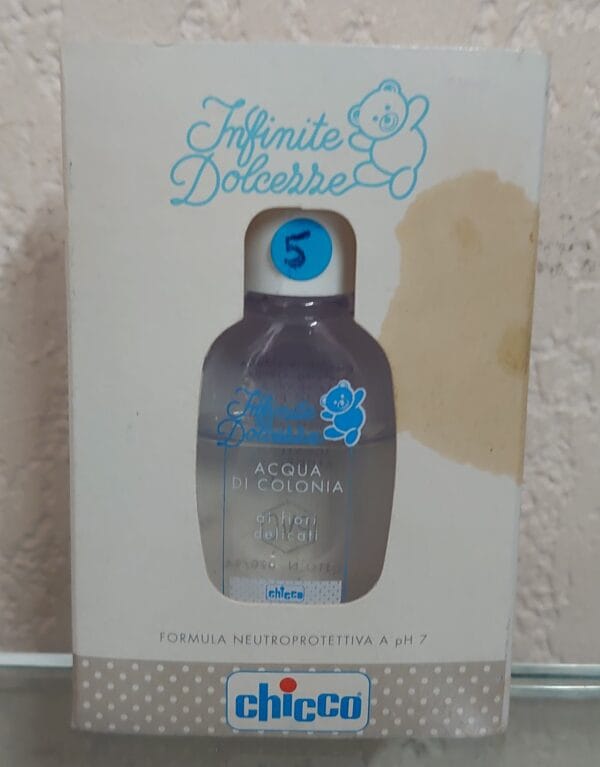 Infinite
Dolcezze
5
Infinite
Dolcezze
ACQUA
DI COLONIA
ai fiori
delicati
chicco
FORMULA NEUTROPROTETTIVA A pH 7
chicco